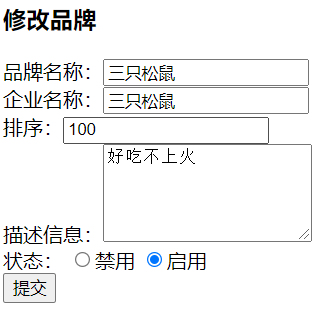 修改品牌
品牌名称：三只松鼠
企业名称：三只松鼠
排序：100
好吃不上火
描述信息：
状态： 禁用 启用
提交